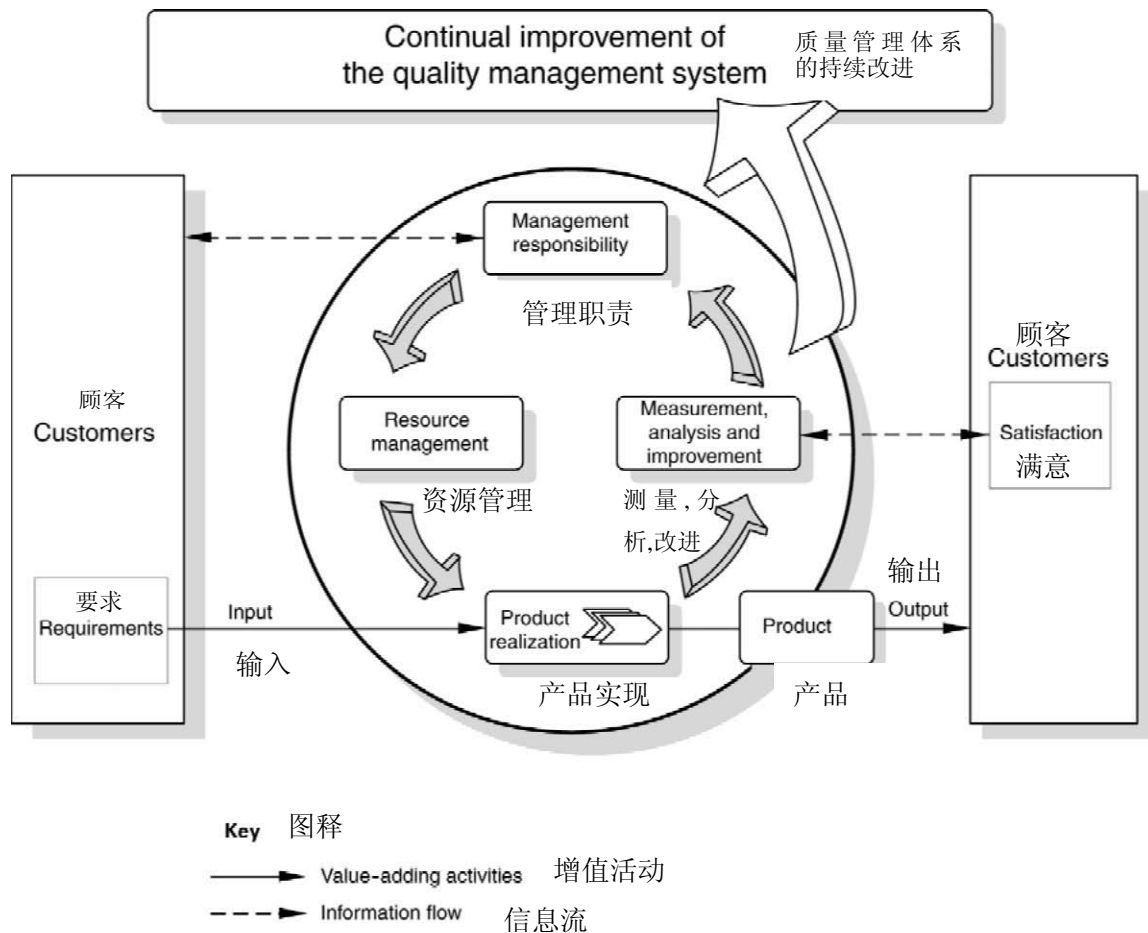 Continual improvement of
the quality management system
质量管理体系
的持续改进
Management
responsibility
管理职责
顾客
Customers
顾客
Customers
Resource
management
资源管理
Measurement,
analysis and
improvement
测量,分
析,改进
Satisfaction
满意
要求
Requirements
Input
输入
Product
realization
产品实现
Product
产品
输出
Output
Key 图释
Value-adding activities 增值活动
Information flow 信息流